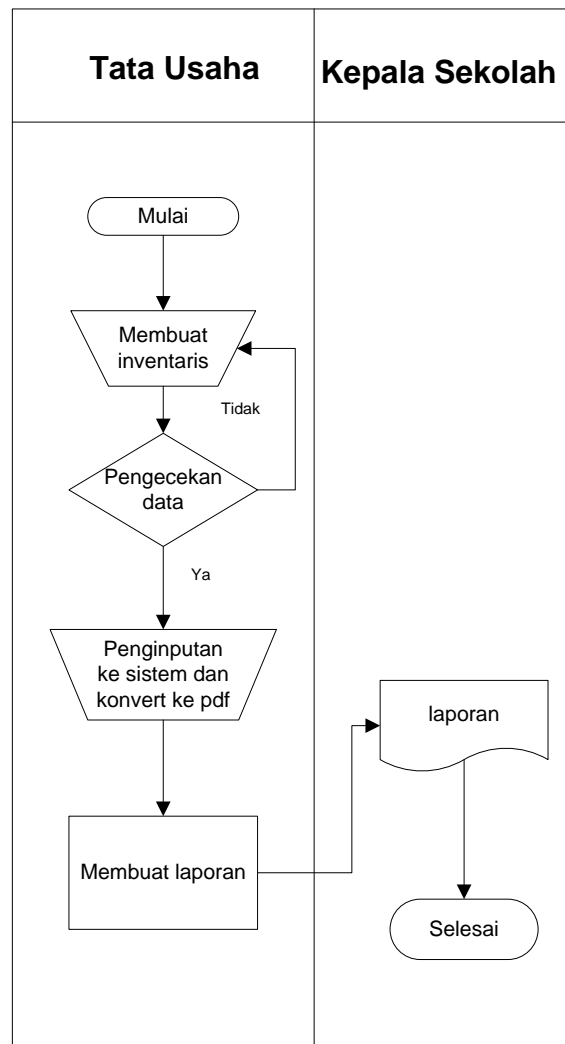 Tata Usaha
Kepala Sekolah
Mulai
Membuat
inventaris
Tidak
Pengecekan
data
Ya
Penginputan
ke sistem dan
konvert ke pdf
Membuat laporan
laporan
Selesai